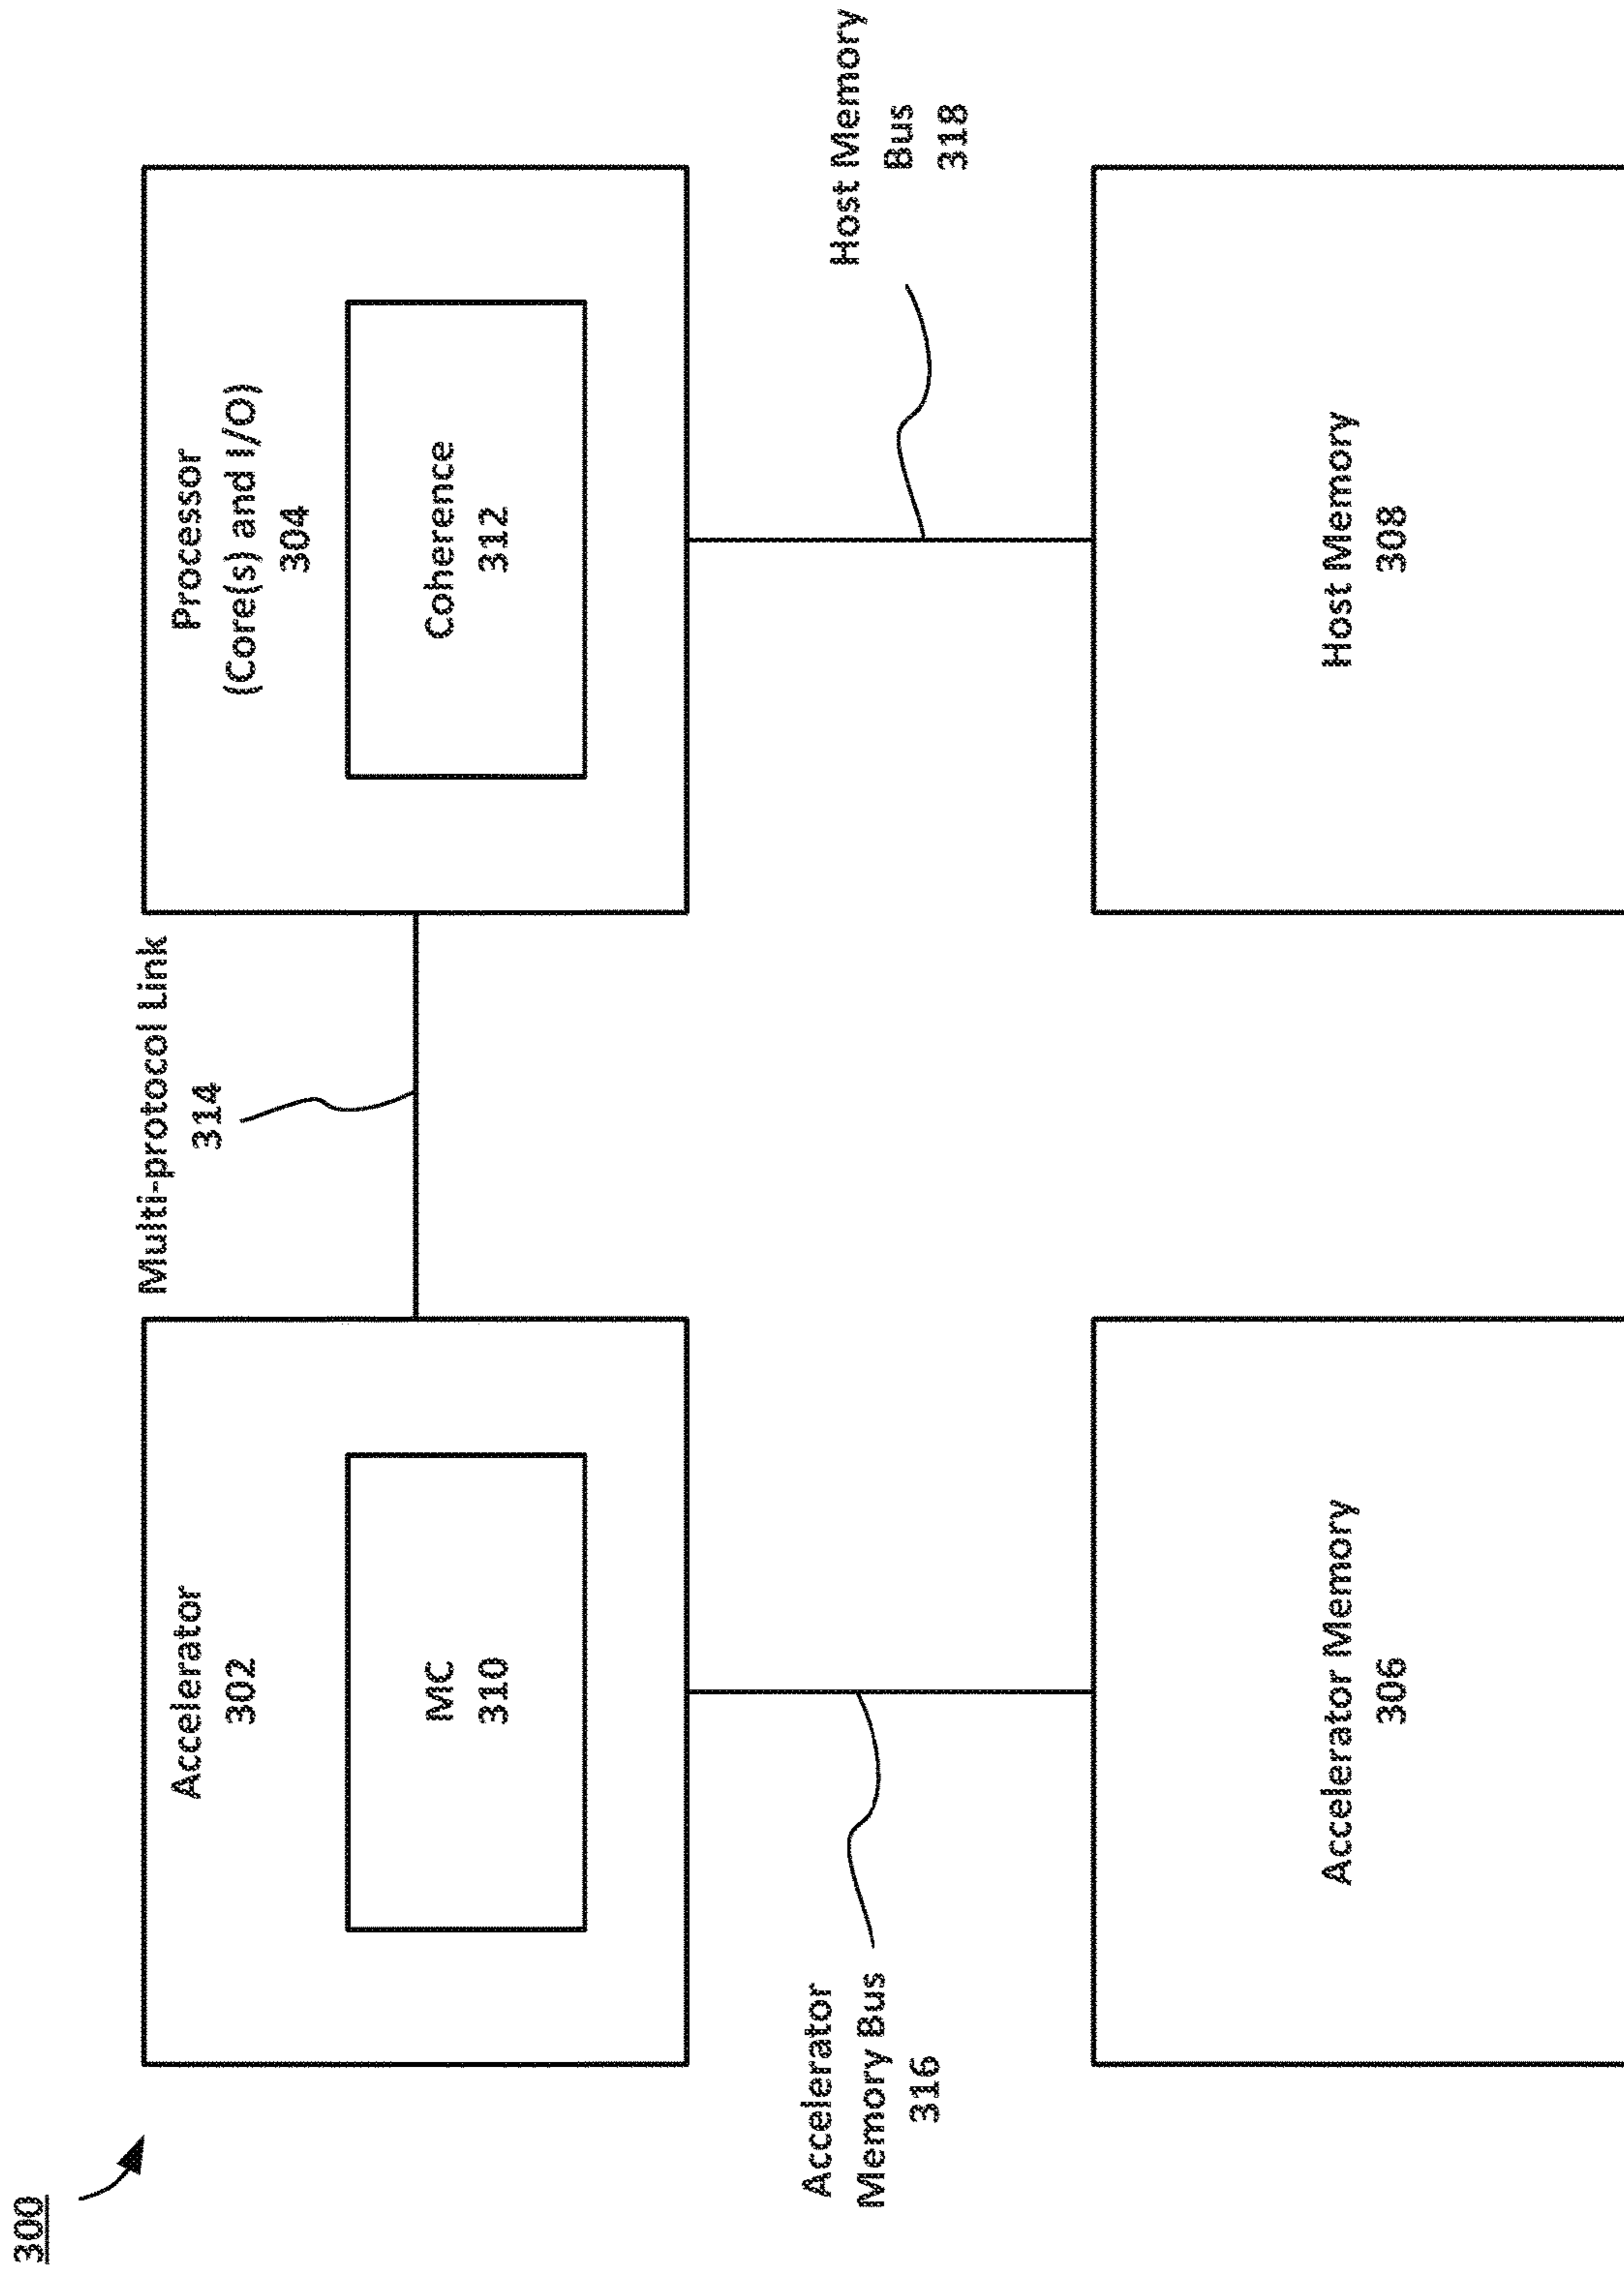 300
Accelerator
302
MC
310
Multi-protocol Link
314
Processor
(Core(s) and I/O)
304
Coherence
312
Accelerator
Memory Bus
316
Host Memory
Bus
318
Accelerator Memory
306
Host Memory
308